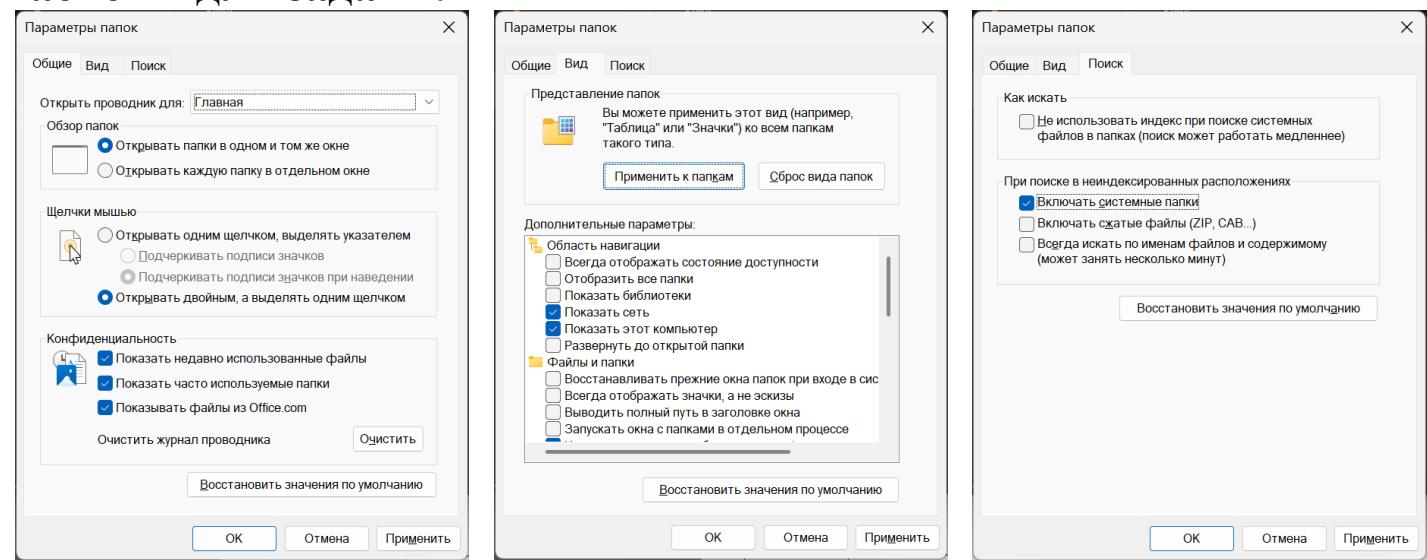 Параметры папок
Общие Вид Поиск
Открыть проводник для: Главная
Обзор папок
Открывать папки в одном и том же окне
Открывать каждую папку в отдельном окне
Щелчки мышью
Открывать одним щелчком, выделять указателем
Подчеркивать подписи значков
Подчеркивать подписи значков при наведении
Открывать двойным, а выделять одним щелчком
Конфиденциальность
Показать недавно использованные файлы
Показать часто используемые папки
Показывать файлы из Office.com
Очистить журнал проводника Очистить
Восстановить значения по умолчанию
OK Отмена Применить
Параметры папок
Общие Вид Поиск
Представление папок
Вы можете применить этот вид (например,
"Таблица" или "Значки") ко всем папкам
такого типа.
Применить к папкам Сброс вида папок
Дополнительные параметры:
Область навигации
Всегда отображать состояние доступности
Отобразить все папки
Показать библиотеки
Показать сеть
Показать этот компьютер
Развернуть до открытой папки
Файлы и папки
Восстанавливать прежние окна папок при входе в сис
Всегда отображать значки, а не эскизы
Выводить полный путь в заголовке окна
Запускать окна с папками в отдельном процессе
Восстановить значения по умолчанию
OK Отмена Применить
Параметры папок
Общие Вид Поиск
Как искать
Не использовать индекс при поиске системных
файлов в папках (поиск может работать медленнее)
При поиске в неиндексированных расположениях
Включать системные папки
Включать сжатые файлы (ZIP, CAB...)
Всегда искать по именам файлов и содержимому
(может занять несколько минут)
Восстановить значения по умолчанию
OK Отмена Применить